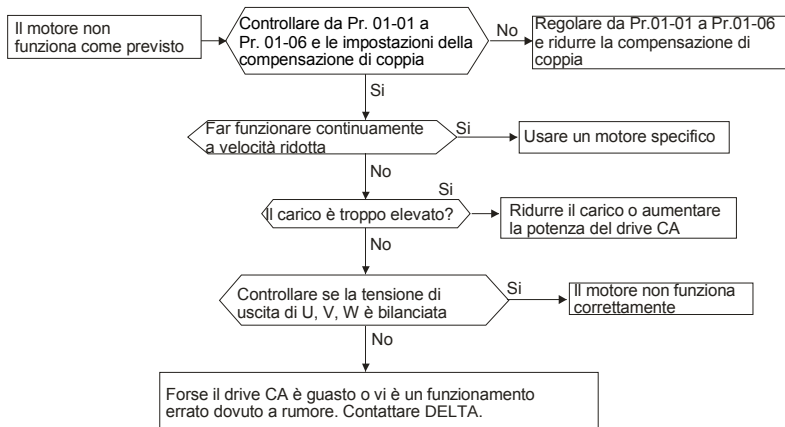 Il motore non
funziona come previsto
Controllare da Pr. 01-01 a
Pr. 01-06 e le impostazioni della
compensazione di coppia
No
Regolare da Pr.01-01 a Pr.01-06
e ridurre la compensazione di
coppia
Si
Far funzionare continuamente
a velocità ridotta
Si
Usare un motore specifico
No
Il carico è troppo elevato?
Si
Ridurre il carico o aumentare
la potenza del drive CA
No
Controllare se la tensione di
uscita di U, V, W è bilanciata
Si
Il motore non funziona
correttamente
No
Forse il drive CA è guasto o vi è un funzionamento
errato dovuto a rumore. Contattare DELTA.